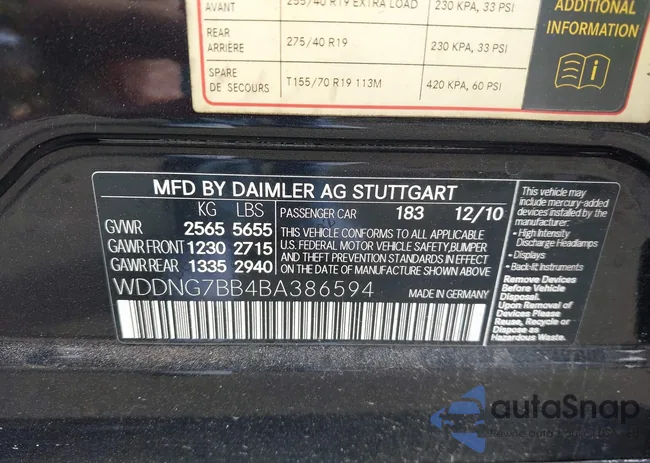 AVANT 255/40 R19 EXTRA LOAD 230 KPA, 33 PSI
REAR
ARRIERE 275/40 R19 230 KPA, 33 PSI
SPARE
DE SECOURS T155/70 R19 113M 420 KPA, 60 PSI
ADDITIONAL
INFORMATION
MFD BY DAIMLER AG STUTTGART
KG LBS
GVWR 2565 5655
GAWR FRONT 1230 2715
GAWR REAR 1335 2940
PASSENGER CAR 183 12/10
THIS VEHICLE CONFORMS TO ALL APPLICABLE
U.S. FEDERAL MOTOR VEHICLE SAFETY, BUMPER
AND THEFT PREVENTION STANDARDS IN EFFECT
ON THE DATE OF MANUFACTURE SHOWN ABOVE.
WDDNG7BB4BA386594 MADE IN GERMANY
This vehicle may
include mercury-added
devices installed by the
manufacturer:
- High Intensity
Discharge Headlamps
- Displays
- Back-lit Instruments
Remove Devices
Before Vehicle
Disposal.
Upon Removal of
Devices Please
Reuse, Recycle or
Dispose as
Hazardous Waste.
autoSnap